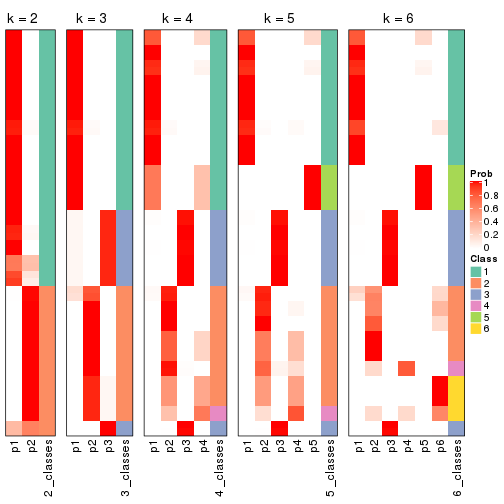 k = 2
k = 3
k = 4
k = 5
k = 6
p1
p2
2_classes
p1
p2
p3
3_classes
p1
p2
p3
p4
4_classes
p1
p2
p3
p4
p5
5_classes
p1
p2
p3
p4
p5
p6
6_classes
Prob
1
0.8
0.6
0.4
0.2
0
Class
1
2
3
4
5
6